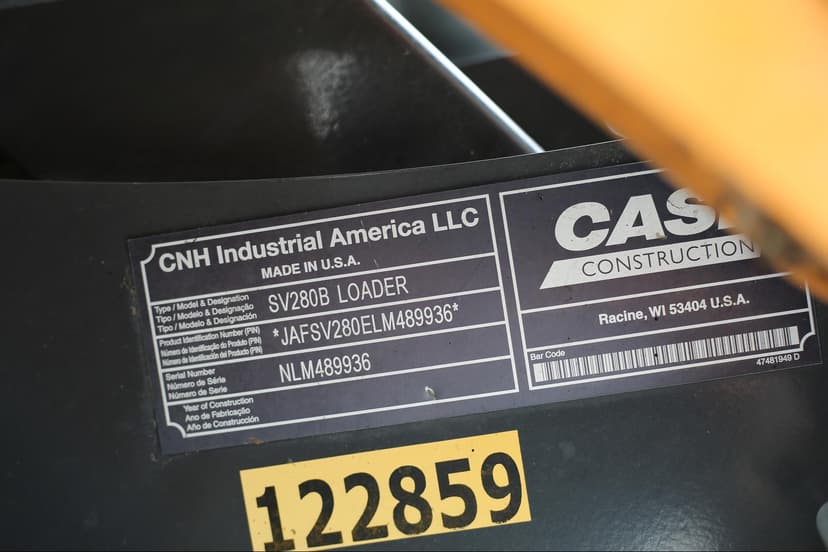 CNH Industrial America LLC
MADE IN U.S.A.
Type / Model & Designation
Tipo / Modelo & Designação
Tipo / Modelo & Designación
SV280B LOADER
Product Identification Number (PIN)
Número de Identificação do Produto (PIN)
Número de Identificación del Producto (PIN)
*JAFSV280ELM489936*
Serial Number
Número de Série
Número de Serie
NLM489936
Year of Construction
Ano de Fabricação
Año de Construcción
CAS
CONSTRUCTION
Racine, WI 53404 U.S.A.
Bar Code
47481949 D
122859